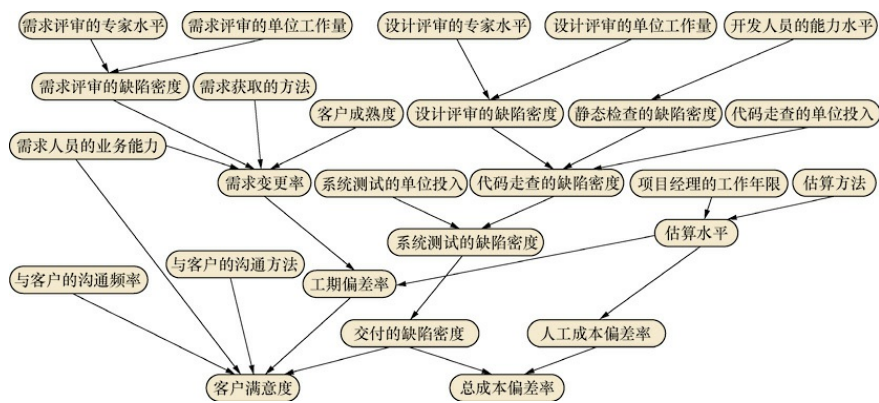 需求评审的专家水平
需求评审的单位工作量
设计评审的专家水平
设计评审的单位工作量
开发人员的能力水平
需求评审的缺陷密度
需求获取的方法
客户成熟度
设计评审的缺陷密度
静态检查的缺陷密度
代码走查的单位投入
需求人员的业务能力
需求变更率
系统测试的单位投入
代码走查的缺陷密度
项目经理的工作年限
估算方法
系统测试的缺陷密度
估算水平
与客户的沟通频率
与客户的沟通方法
工期偏差率
交付的缺陷密度
人工成本偏差率
客户满意度
总成本偏差率